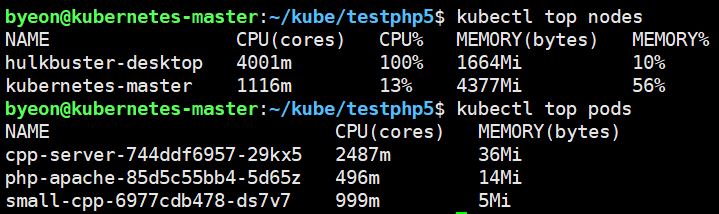 byeon@kubernetes-master:~/kube/testphp5$ kubectl top nodes
NAME CPU(cores) CPU% MEMORY(bytes) MEMORY%
hulkbuster-desktop 4001m 100% 1664Mi 10%
kubernetes-master 1116m 13% 4377Mi 56%
byeon@kubernetes-master:~/kube/testphp5$ kubectl top pods
NAME CPU(cores) MEMORY(bytes)
cpp-server-744ddf6957-29kx5 2487m 36Mi
php-apache-85d5c55bb4-5d65z 496m 14Mi
small-cpp-6977cdb478-ds7v7 999m 5Mi